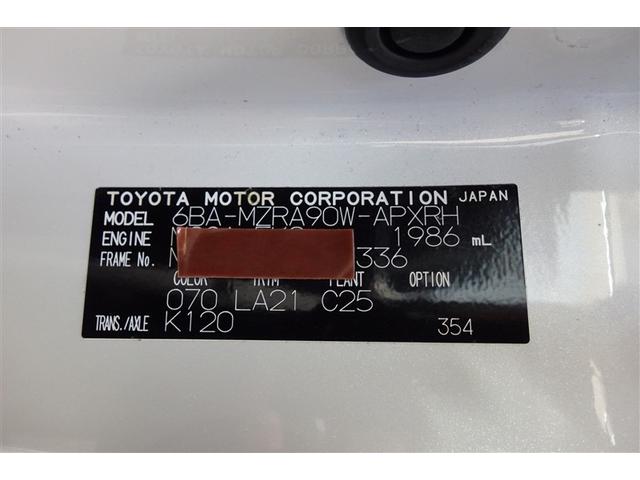 TOYOTA MOTOR CORPORATION JAPAN
MODEL 6BA-MZRA90W-APXRH
ENGINE 1986 mL
FRAME No. 336
COLOR TRIM PLANT OPTION
070 LA21 C25
TRANS./AXLE K120 354